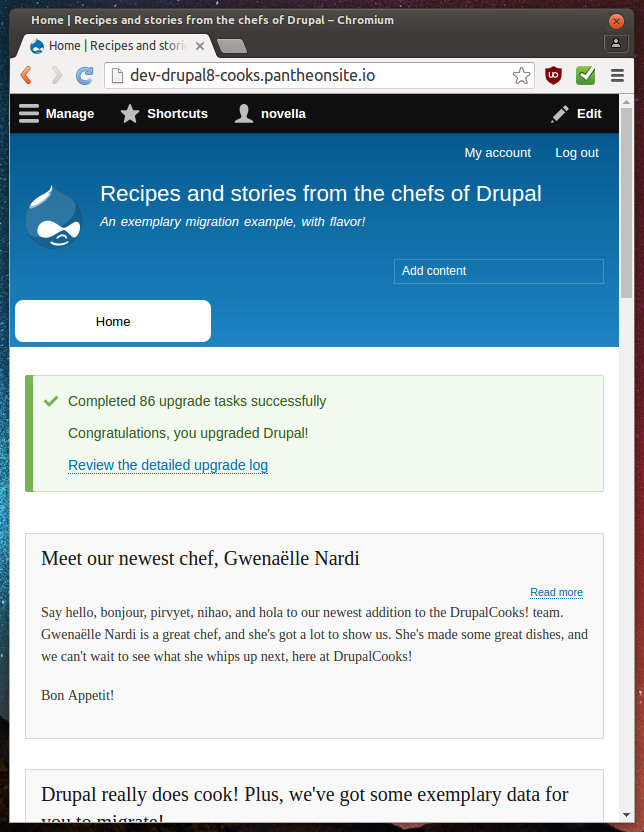 Home | Recipes and stories from the chefs of Drupal – Chromium
Home | Recipes and stori
dev-drupal8-cooks.pantheonsite.io
Manage
Shortcuts
novella
Edit
My account
Log out
Recipes and stories from the chefs of Drupal
An exemplary migration example, with flavor!
Add content
Home
Completed 86 upgrade tasks successfully
Congratulations, you upgraded Drupal!
Review the detailed upgrade log
Meet our newest chef, Gwenaëlle Nardi
Read more
Say hello, bonjour, pirvyet, nihao, and hola to our newest addition to the DrupalCooks! team.
Gwenaëlle Nardi is a great chef, and she's got a lot to show us. She's made some great dishes, and
we can't wait to see what she whips up next, here at DrupalCooks!
Bon Appetit!
Drupal really does cook! Plus, we've got some exemplary data for
you to migrate!